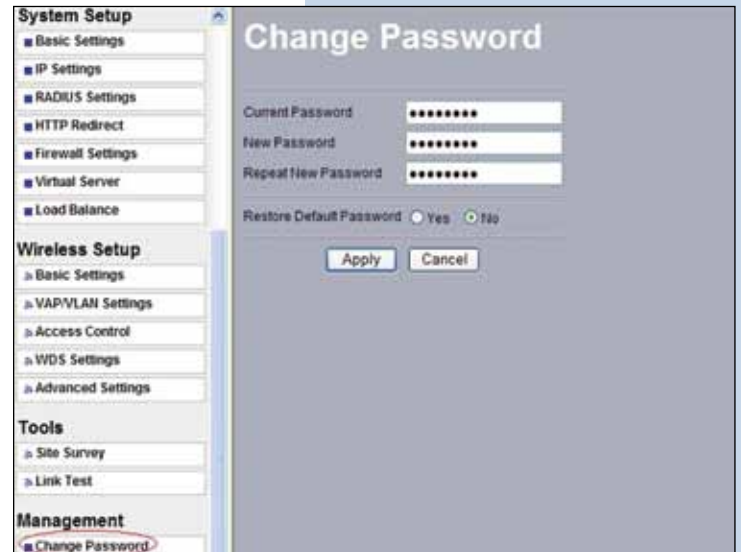 System Setup
Basic Settings
IP Settings
RADIUS Settings
HTTP Redirect
Firewall Settings
Virtual Server
Load Balance
Wireless Setup
Basic Settings
VAP/VLAN Settings
Access Control
WDS Settings
Advanced Settings
Tools
Site Survey
Link Test
Management
Change Password
Change Password
Current Password ••••••••
New Password ••••••••
Repeat New Password ••••••••
Restore Default Password Yes No
Apply Cancel